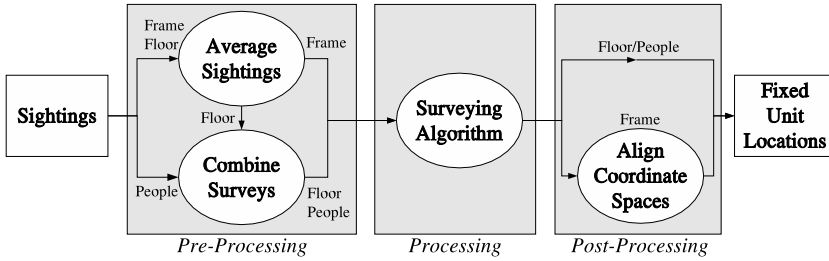 Sightings
Frame
Floor
Average
Sightings
Frame
Floor
People
Combine
Surveys
Floor
People
Pre-Processing
Surveying
Algorithm
Processing
Floor/People
Frame
Align
Coordinate
Spaces
Post-Processing
Fixed
Unit
Locations